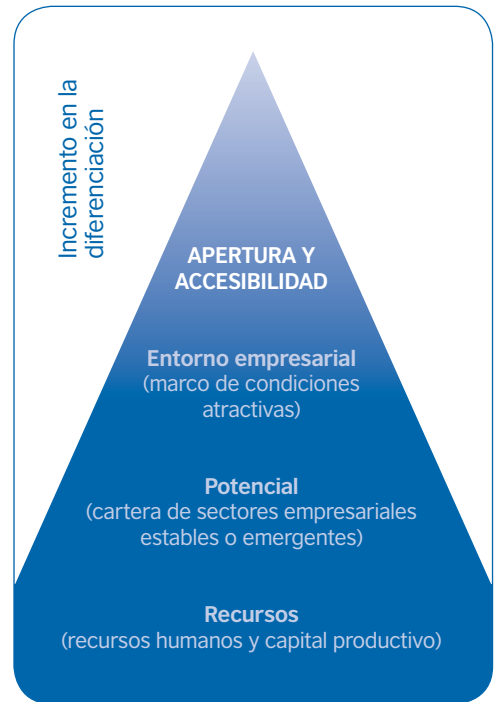 Incremento en la
diferenciación
APERTURA Y
ACCESIBILIDAD
Entorno empresarial
(marco de condiciones
atractivas)
Potencial
(cartera de sectores empresariales
estables o emergentes)
Recursos
(recursos humanos y capital productivo)